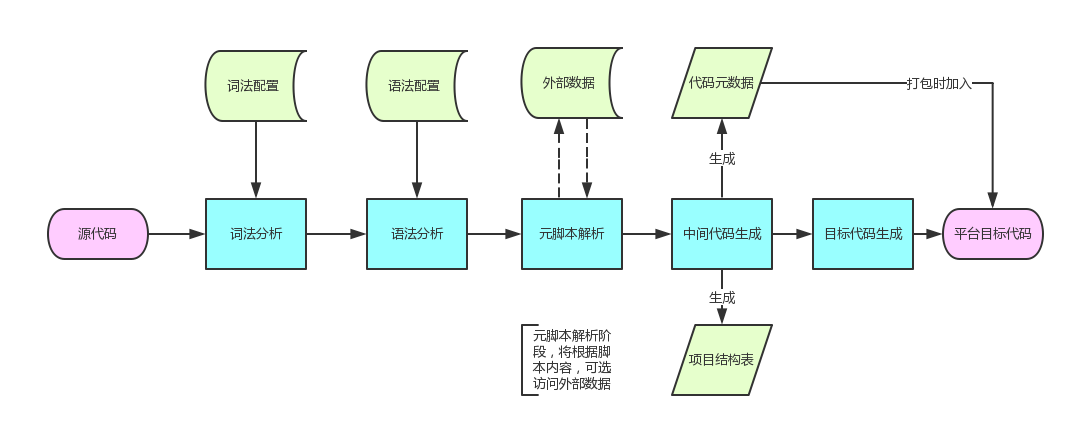 词法配置
语法配置
外部数据
代码元数据
打包时加入
生成
源代码
词法分析
语法分析
元脚本解析
中间代码生成
目标代码生成
平台目标代码
生成
元脚本解析阶
段，将根据脚
本内容，可选
访问外部数据
项目结构表